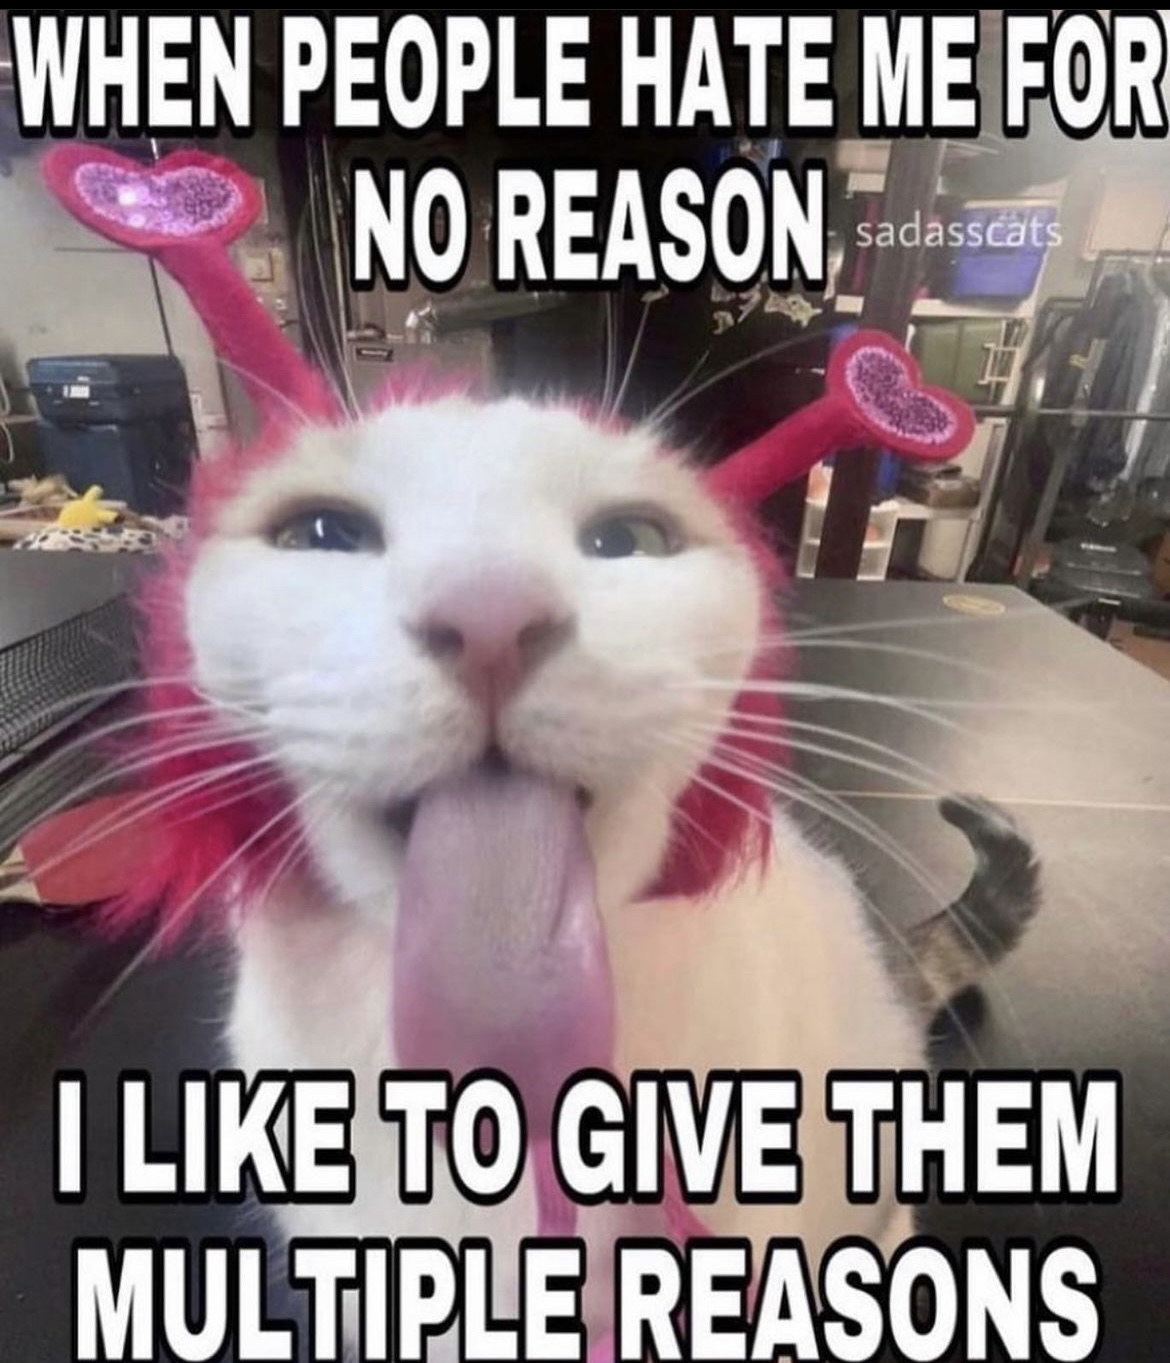 WHEN PEOPLE HATE ME FOR
NO REASON
sadasscats
I LIKE TO GIVE THEM
MULTIPLE REASONS